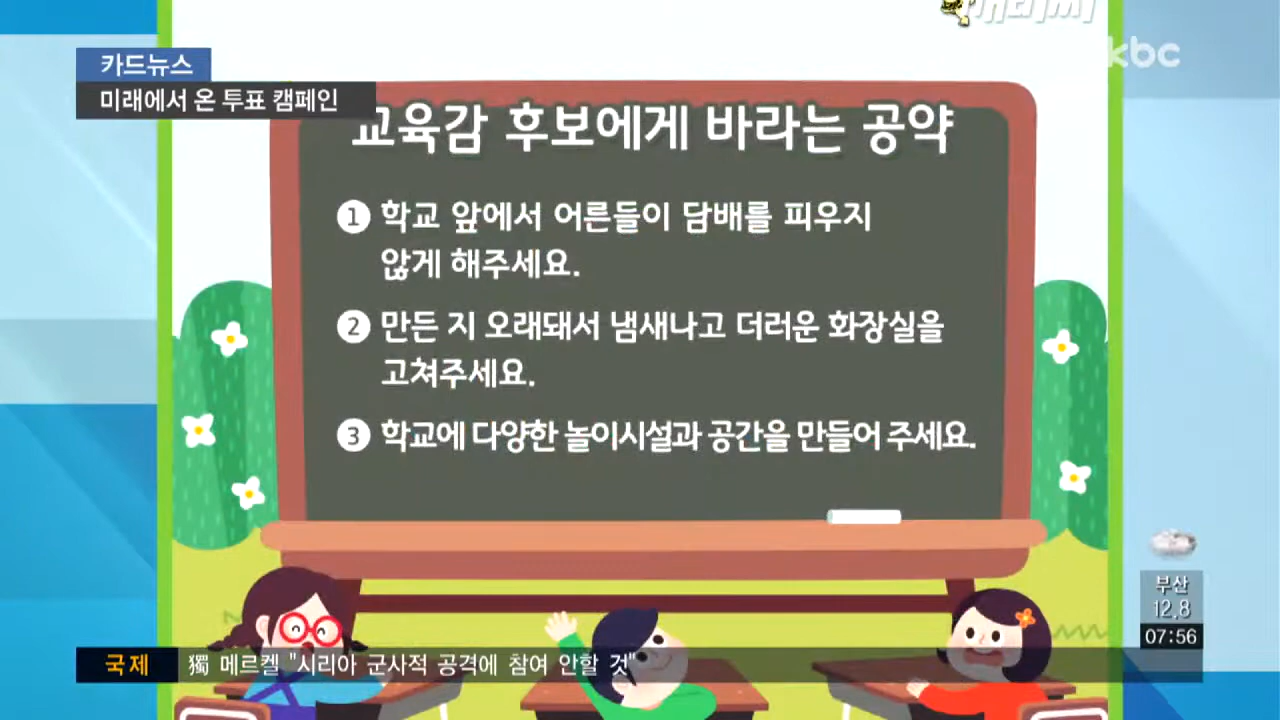 kbc
카드뉴스
미래에서 온 투표 캠페인
교육감 후보에게 바라는 공약
1 학교 앞에서 어른들이 담배를 피우지
않게 해주세요.
2 만든 지 오래돼서 냄새나고 더러운 화장실을
고쳐주세요.
3 학교에 다양한 놀이시설과 공간을 만들어 주세요.
부산
12.8
07:56
국제 獨 메르켈 "시리아 군사적 공격에 참여 안할 것"